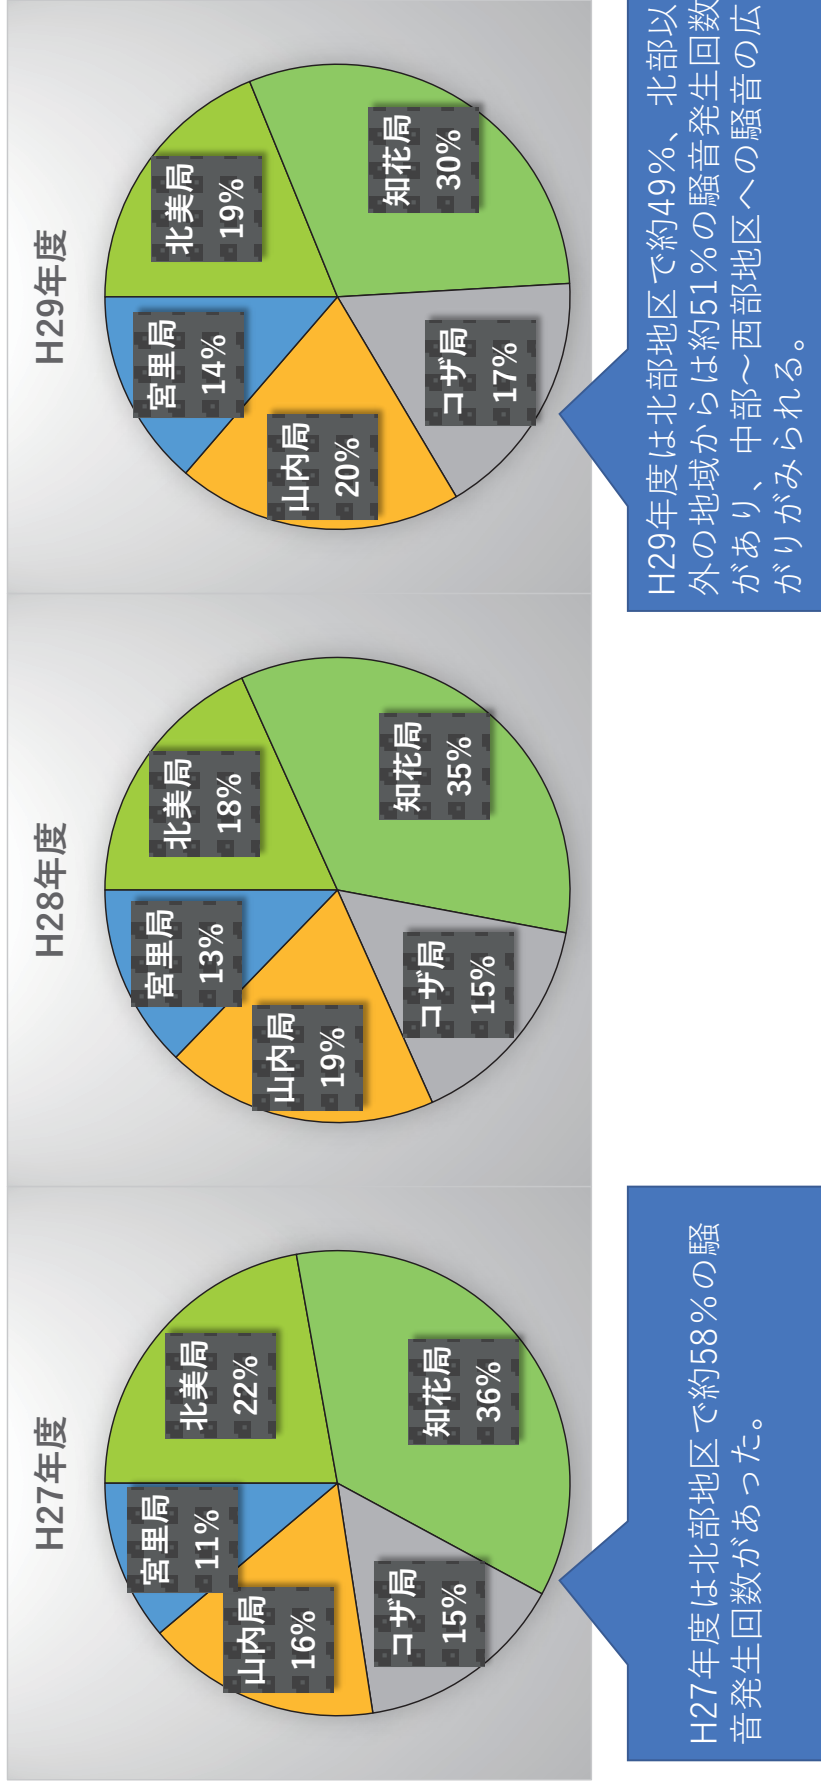 H27年度
北美局
22%
知花局
36%
コザ局
15%
山内局
16%
宮里局
11%
H28年度
北美局
18%
知花局
35%
コザ局
15%
山内局
19%
宮里局
13%
H29年度
北美局
19%
知花局
30%
コザ局
17%
山内局
20%
宮里局
14%
H27年度は北部地区で約58％の騒
音発生回数があった。
H29年度は北部地区で約49％、北部以
外の地域からは約51％の騒音発生回数
があり、中部～西部地区への騒音の広
がりがみられる。